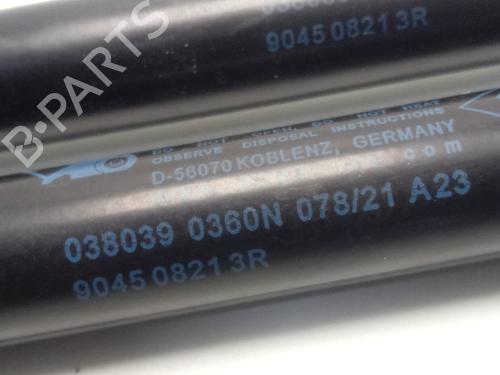 9045 0821 3R
B-PARTS
DO NOT OPEN DO NOT HEAT
OBSERVE DISPOSAL INSTRUCTIONS
D-56070 KOBLENZ, GERMANY
com
038039 0360N 078/21 A23
9045 0821 3R